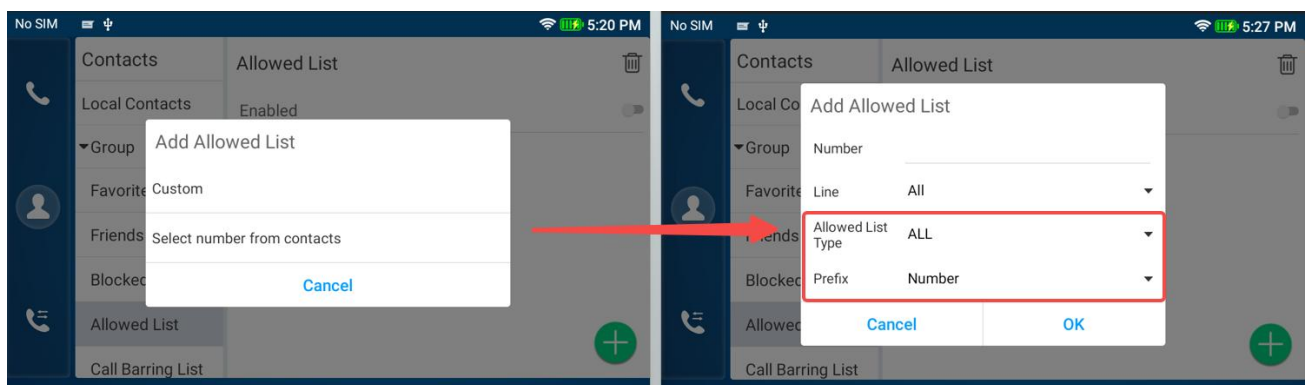 No SIM 5:20 PM
Contacts
Allowed List
Local Contacts
Enabled
Group
Favorite
Friends
Blocked
Allowed List
Call Barring List
Add Allowed List
Custom
Select number from contacts
Cancel
No SIM 5:27 PM
Contacts
Allowed List
Local Co
Group
Favorite
ends
Blocked
Allowed
Call Barring List
Add Allowed List
Number
Line All
Allowed List
Type
ALL
Prefix Number
Cancel OK